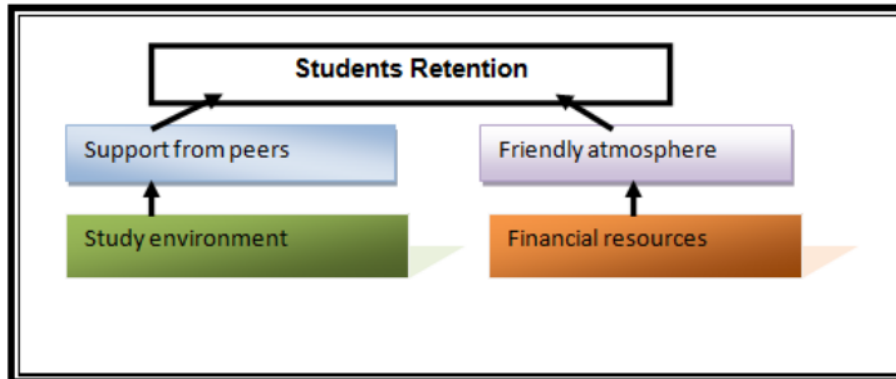 Students Retention
Support from peers
Friendly atmosphere
Study environment
Financial resources